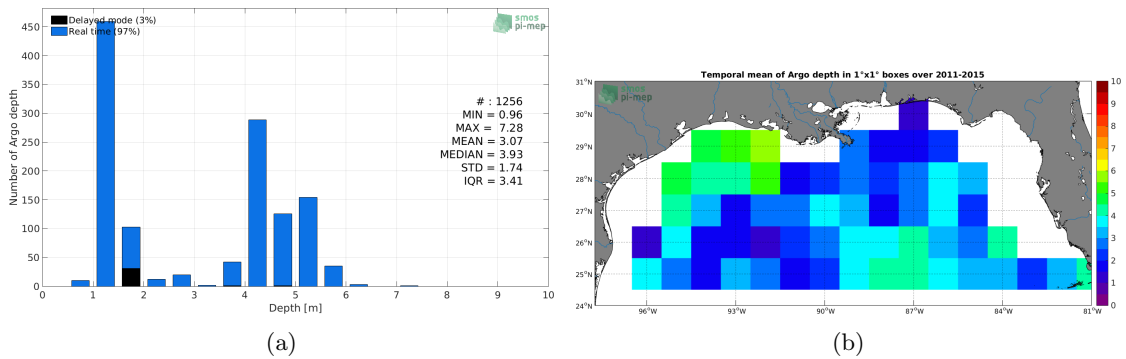 Delayed mode (3%)
Real time (97%)
smos
pi-mep
# : 1256
MIN = 0.96
MAX = 7.28
MEAN = 3.07
MEDIAN = 3.93
STD = 1.74
IQR = 3.41
Number of Argo depth
450
400
350
300
250
200
150
100
50
0
0 1 2 3 4 5 6 7 8 9 10
Depth [m]
(a)
Temporal mean of Argo depth in 1°x1° boxes over 2011-2015
smos
pi-mep
31°N
30°N
29°N
28°N
27°N
26°N
25°N
24°N
96°W 93°W 90°W 87°W 84°W 81°W
10
9
8
7
6
5
4
3
2
1
0
(b)